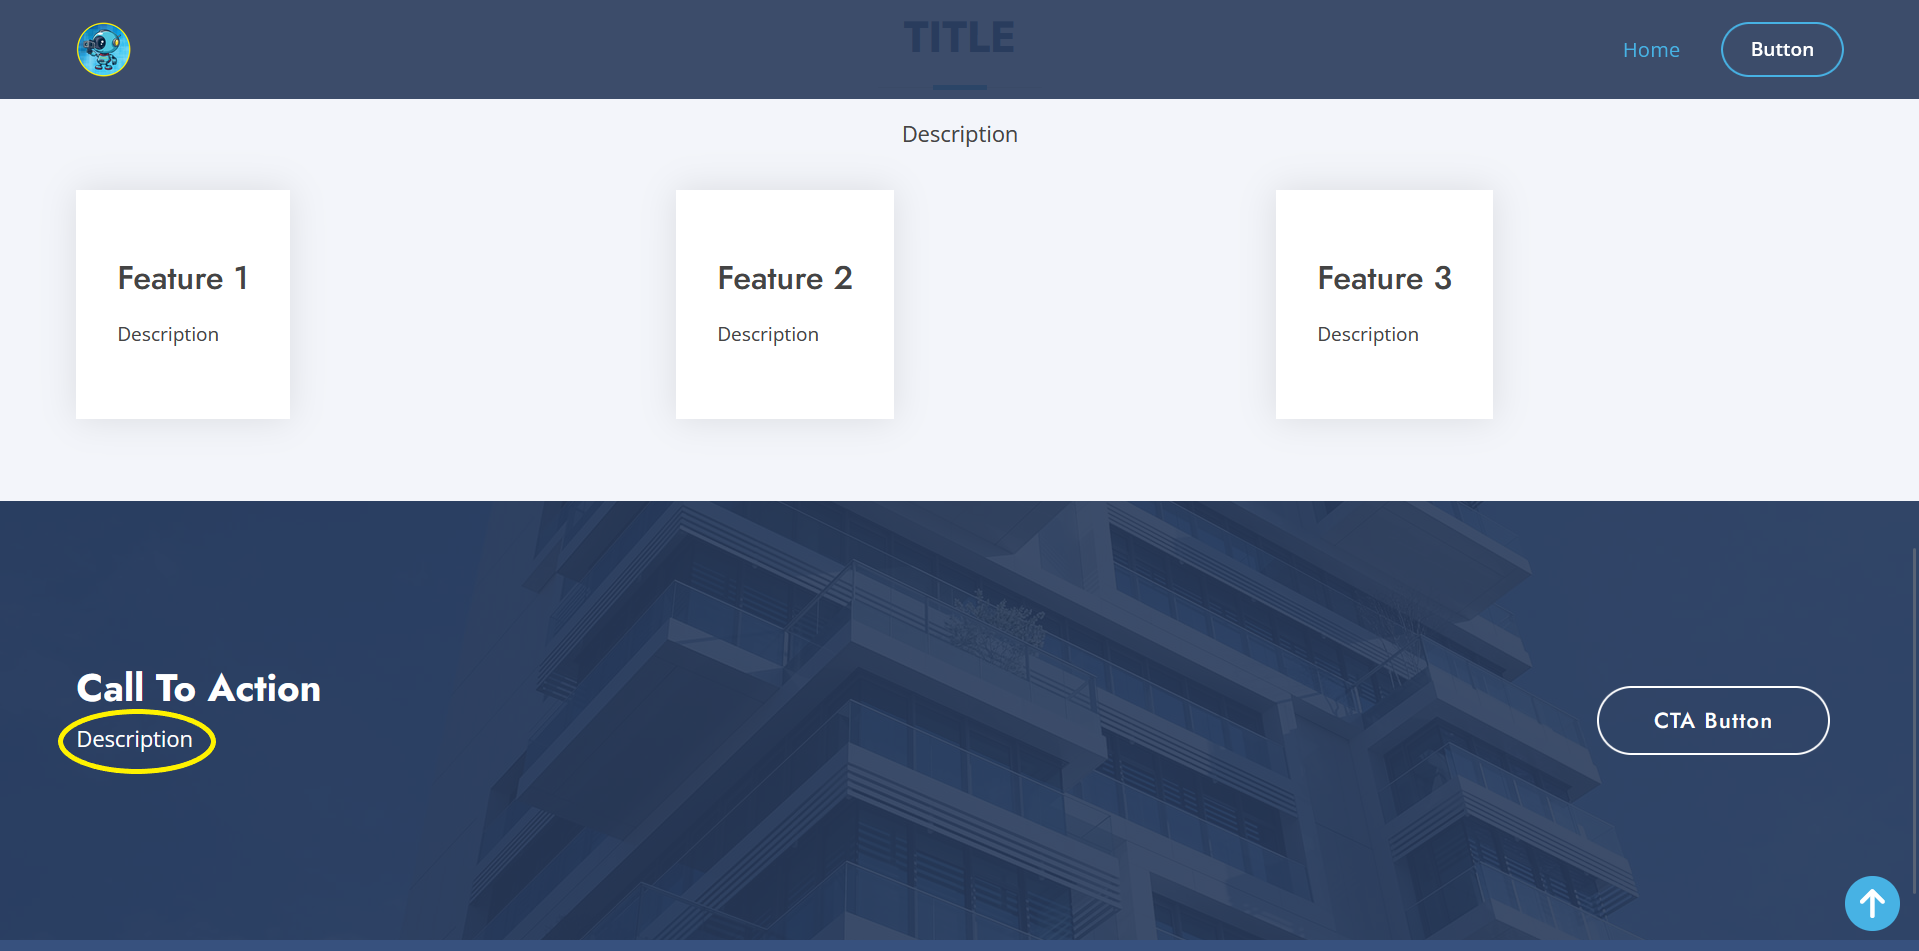 TITLE
Home
Button
Description
Feature 1
Description
Feature 2
Description
Feature 3
Description
Call To Action
Description
CTA Button